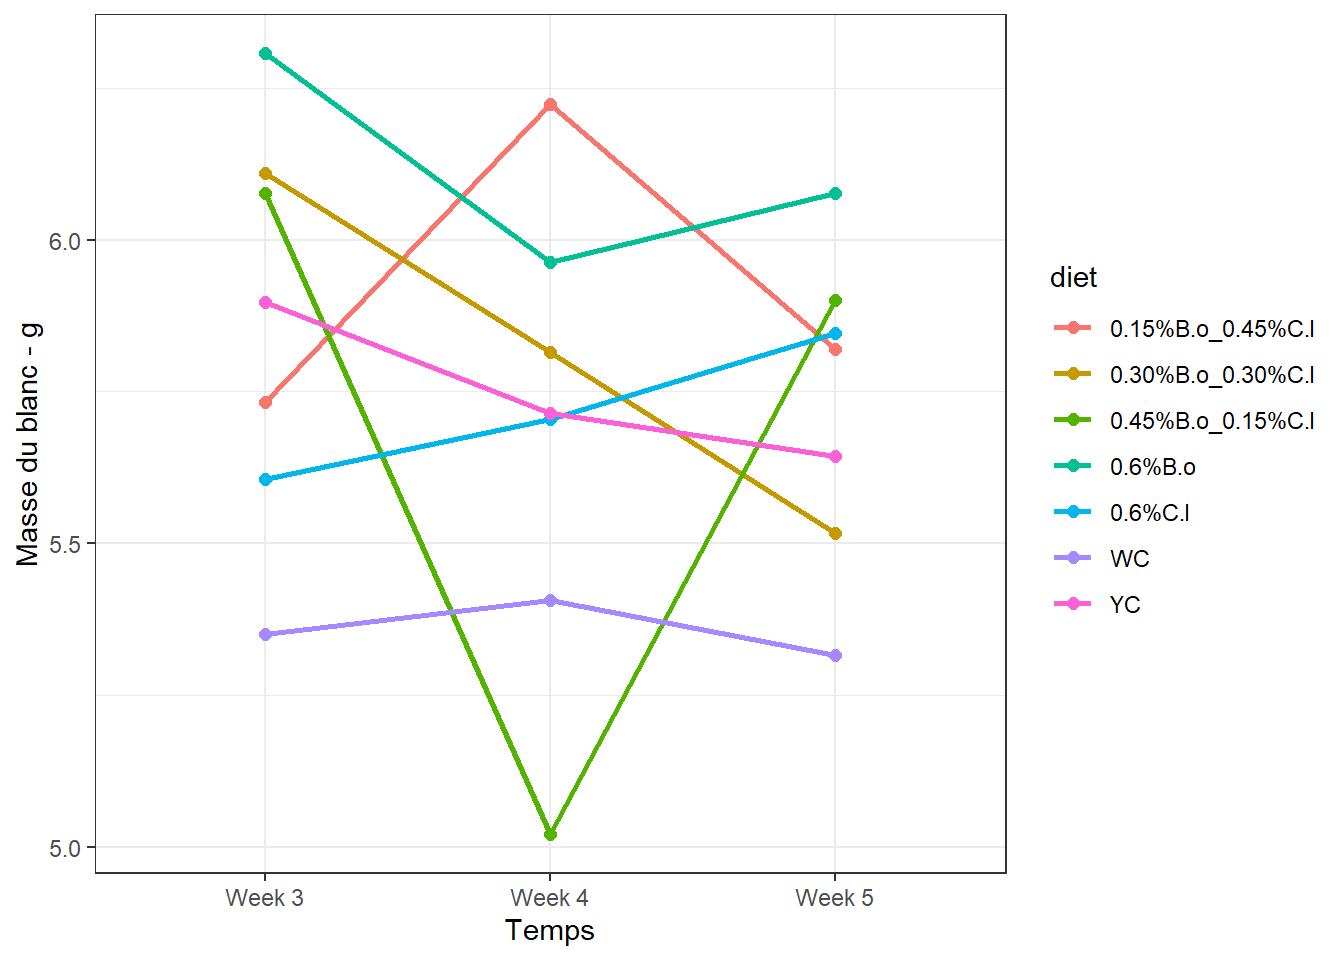 Masse du blanc - g
6.0
5.5
5.0
Week 3
Week 4
Week 5
Temps
diet
0.15%B.o_0.45%C.l
0.30%B.o_0.30%C.l
0.45%B.o_0.15%C.l
0.6%B.o
0.6%C.l
WC
YC